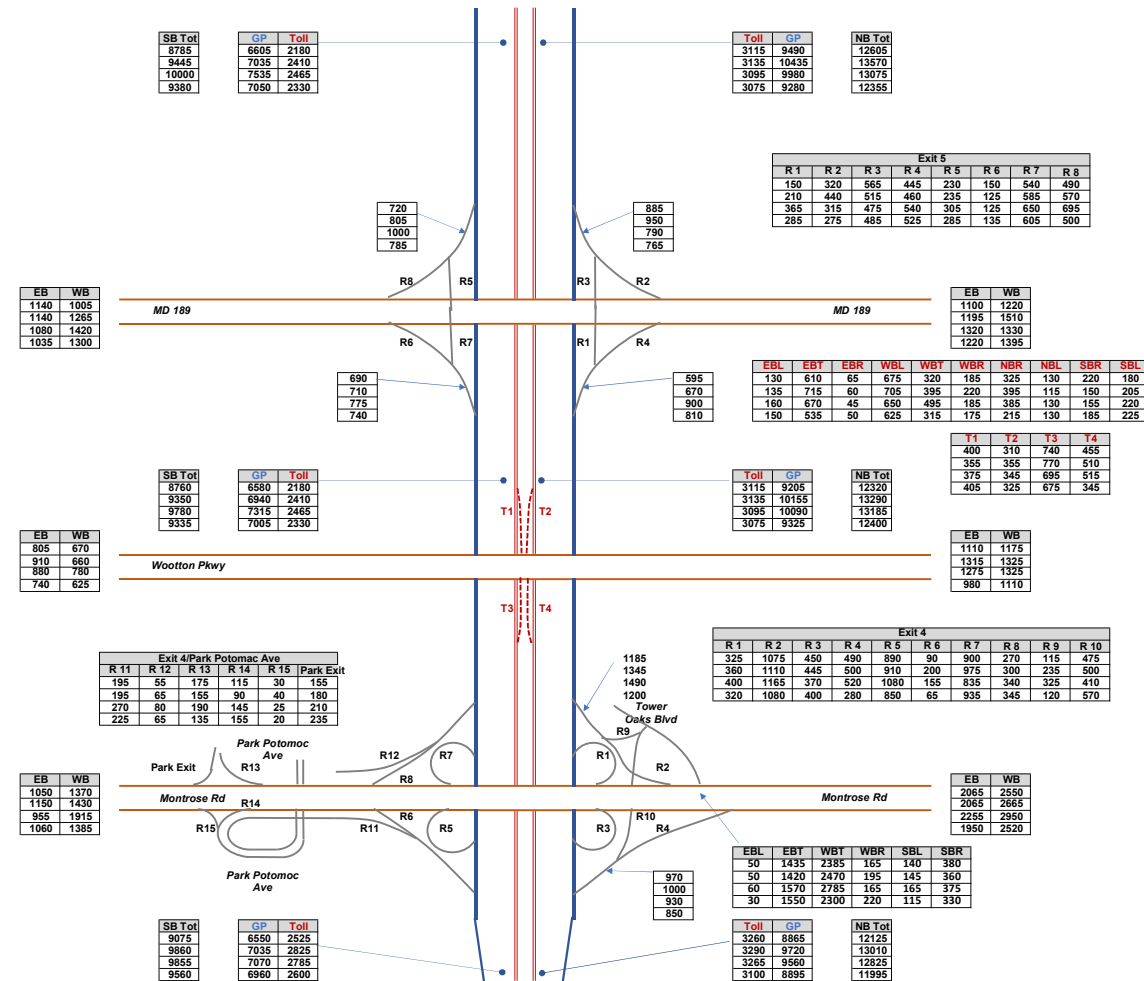 SB Tot GP Toll Toll GP NB Tot
8785 6605 2180 3115 9490 12605
9445 7035 2410 3135 10435 13570
10000 7535 2465 3095 9980 13075
9380 7050 2330 3075 9280 12355
Exit 5
R 1 R 2 R 3 R 4 R 5 R 6 R 7 R 8
150 320 565 445 230 150 540 490
210 440 515 460 235 125 585 570
365 315 475 540 305 125 650 695
285 275 485 525 285 135 605 500
720
805
1000
785
885
950
790
765
R8 R5 R3 R2
EB WB
1140 1005
1140 1265
1080 1420
1035 1300
MD 189
MD 189
EB WB
1100 1220
1195 1510
1320 1330
1220 1395
R6 R7 R1 R4
EBL EBT EBR WBL WBT WBR NBR NBL SBR SBL
130 610 65 675 320 185 325 130 220 180
135 715 60 705 395 220 395 115 150 205
160 670 45 650 495 185 385 130 155 220
150 535 50 625 315 175 215 130 185 225
690
710
775
740
595
670
900
810
T1 T2 T3 T4
400 310 740 455
355 355 770 510
375 345 695 515
405 325 675 345
SB Tot GP Toll Toll GP NB Tot
8760 6580 2180 3115 9205 12320
9350 6940 2410 3135 10155 13290
9780 7315 2465 3095 10090 13185
9335 7005 2330 3075 9325 12400
T1 T2
EB WB
805 670
910 660
880 780
740 625
Wootton Pkwy
EB WB
1110 1175
1315 1325
1275 1325
980 1110
T3 T4
Exit 4/Park Potomac Ave
R 11 R 12 R 13 R 14 R 15 Park Exit
195 55 175 115 30 155
195 65 155 90 40 180
270 80 190 145 25 210
225 65 135 155 20 235
Exit 4
R 1 R 2 R 3 R 4 R 5 R 6 R 7 R 8 R 9 R 10
325 1075 450 490 890 90 900 270 115 475
360 1110 445 500 910 200 975 300 235 500
400 1165 370 520 1080 155 835 340 325 410
320 1080 400 280 850 65 935 345 120 570
1185
1345
1490
1200
Tower
Oaks Blvd
R9
Park Potomoc
Ave
Park Exit R13 R12 R7 R8 R1 R2
EB WB
1050 1370
1150 1430
955 1915
1060 1385
Montrose Rd
Montrose Rd
EB WB
2065 2550
2065 2665
2255 2950
1950 2520
R14
R15 R11 R6 R5 R3 R10 R4
Park Potomoc
Ave
EBL EBT WBT WBR SBL SBR
50 1435 2385 165 140 380
50 1420 2470 195 145 360
60 1570 2785 165 165 375
30 1550 2300 220 115 330
970
1000
930
850
SB Tot GP Toll Toll GP NB Tot
9075 6550 2525 3260 8865 12125
9860 7035 2825 3290 9720 13010
9855 7070 2785 3265 9560 12825
9560 6960 2600 3100 8895 11995